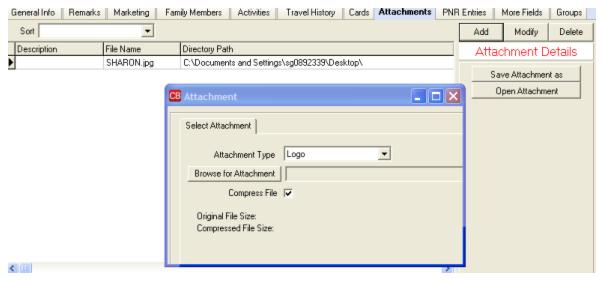 General Info Remarks Marketing Family Members Activities Travel History Cards Attachments PNR Entries More Fields Groups
Sort
Add Modify Delete
Description File Name Directory Path
Attachment Details
SHARON.jpg C:\Documents and Settings\sg0892339\Desktop\
Save Attachment as
Open Attachment
CB Attachment
Select Attachment
Attachment Type Logo
Browse for Attachment
Compress File
Original File Size:
Compressed File Size: